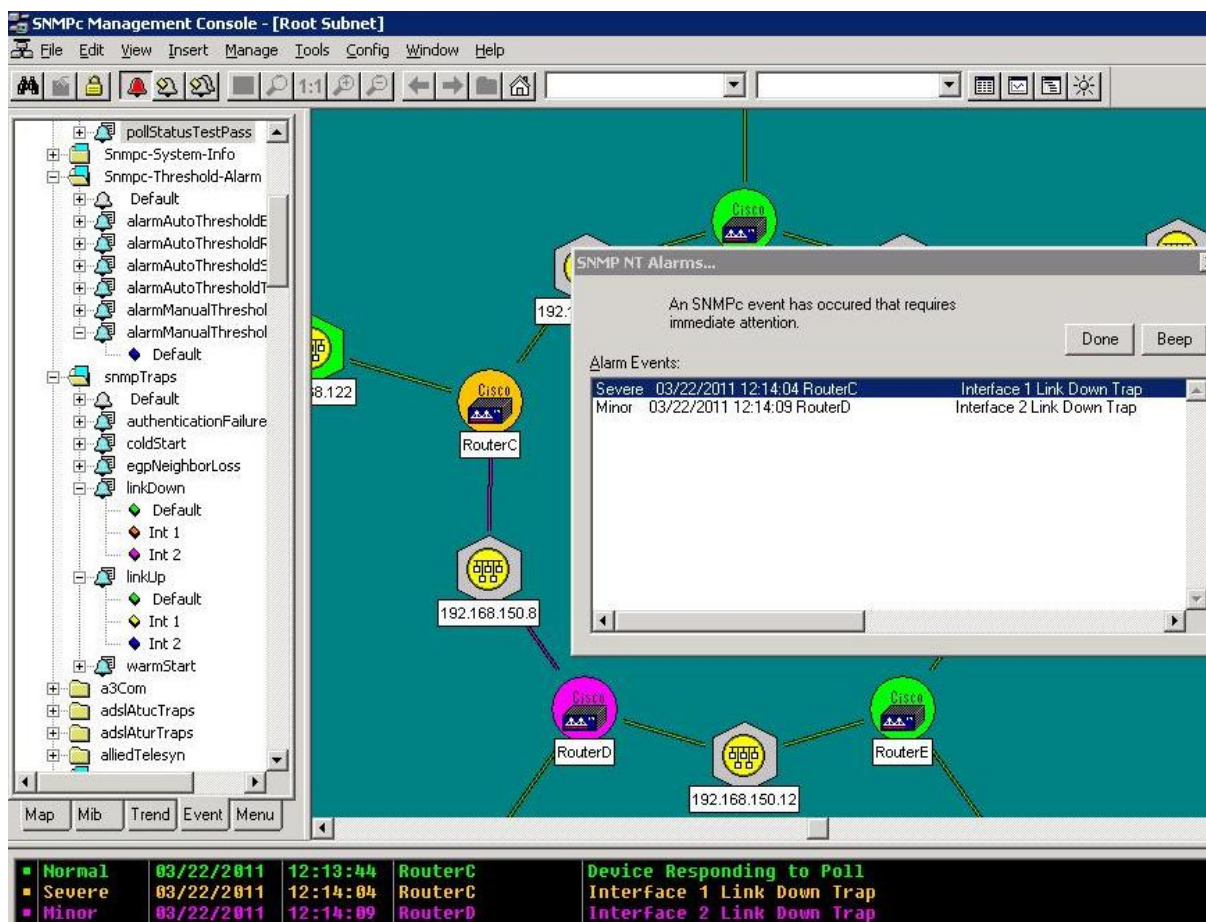 SNMPc Management Console - [Root Subnet]
File Edit View Insert Manage Tools Config Window Help
1:1
pollStatusTestPass
Snmpc-System-Info
Snmpc-Threshold-Alarm
Default
alarmAutoThresholdE
alarmAutoThresholdR
alarmAutoThresholdS
alarmAutoThresholdT
alarmManualThreshol
alarmManualThreshol
Default
snmpTraps
Default
authenticationFailure
coldStart
egpNeighborLoss
linkDown
Default
Int 1
Int 2
linkUp
Default
Int 1
Int 2
warmStart
a3Com
adslAtucTraps
adslAturTraps
alliedTelesyn
Map Mib Trend Event Menu
Cisco
192.1
8.122
Cisco
RouterC
192.168.150.8
Cisco
RouterD
192.168.150.12
Cisco
RouterE
SNMP NT Alarms...
An SNMPc event has occured that requires
immediate attention.
Done Beep
Alarm Events:
Severe 03/22/2011 12:14:04 RouterC Interface 1 Link Down Trap
Minor 03/22/2011 12:14:09 RouterD Interface 2 Link Down Trap
Normal 03/22/2011 12:13:44 RouterC Device Responding to Poll
Severe 03/22/2011 12:14:04 RouterC Interface 1 Link Down Trap
Minor 03/22/2011 12:14:09 RouterD Interface 2 Link Down Trap